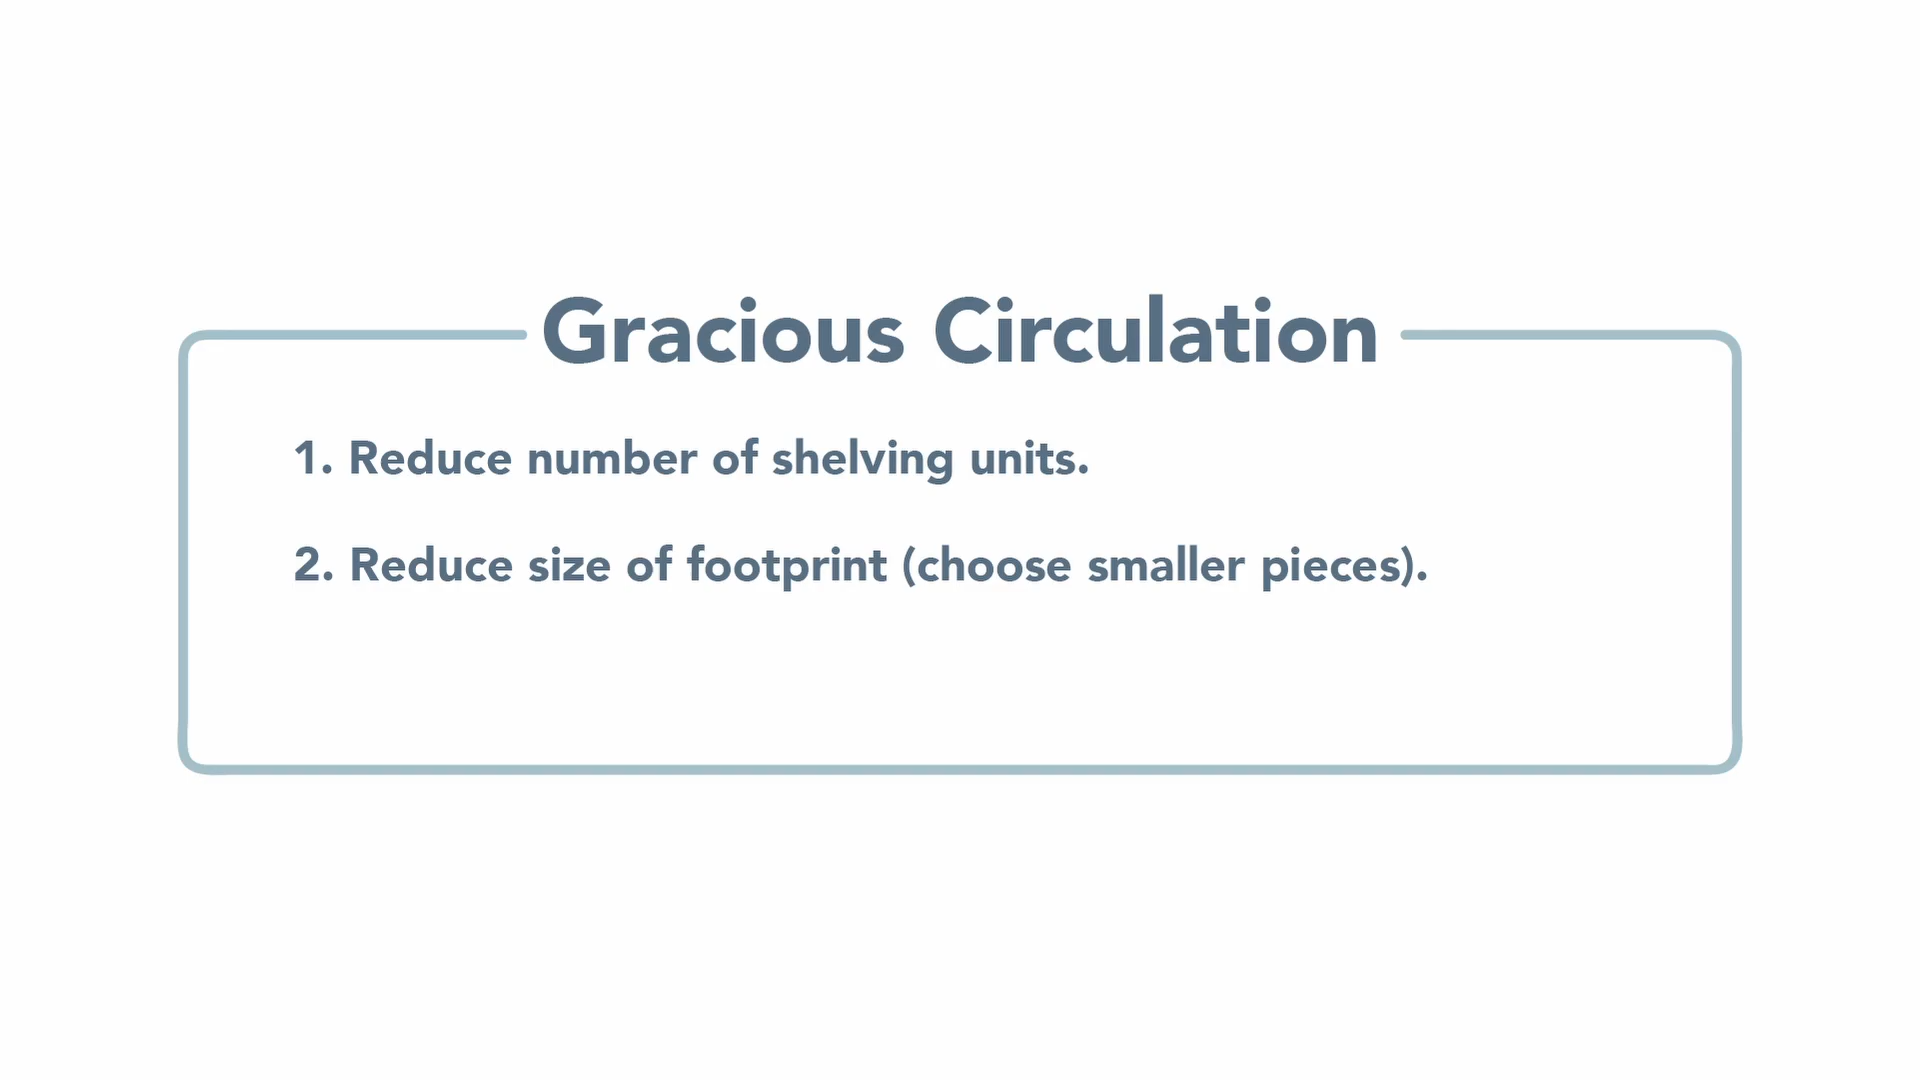 Gracious Circulation
1. Reduce number of shelving units.
2. Reduce size of footprint (choose smaller pieces).